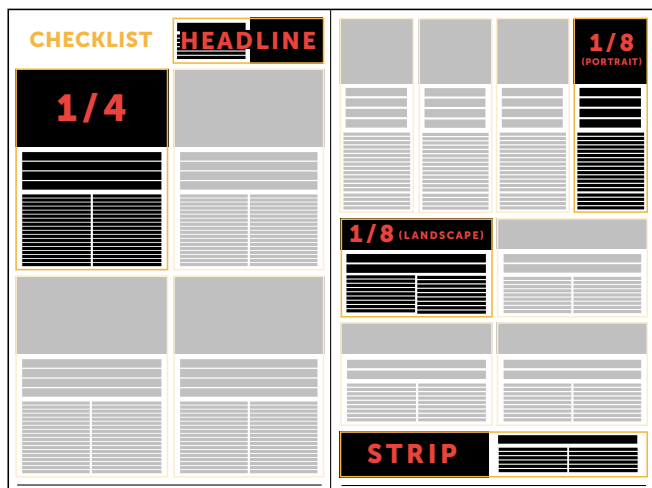 CHECKLIST
HEADLINE
1/4
1/8
(PORTRAIT)
1/8 (LANDSCAPE)
STRIP